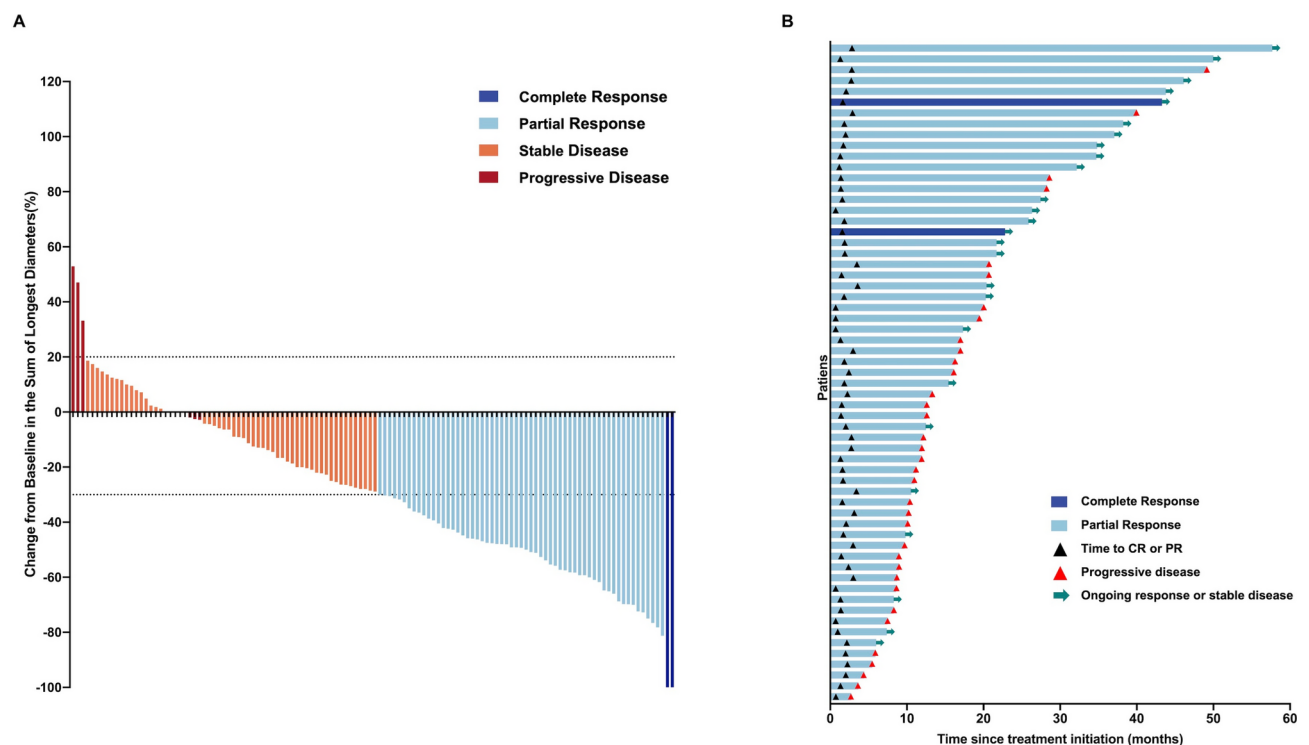 A
Change from Baseline in the Sum of Longest Diameters(%)
120
100
80
60
40
20
0
-20
-40
-60
-80
-100
Complete Response
Partial Response
Stable Disease
Progressive Disease
B
Patiens
Complete Response
Partial Response
Time to CR or PR
Progressive disease
Ongoing response or stable disease
0 10 20 30 40 50 60
Time since treatment initiation (months)